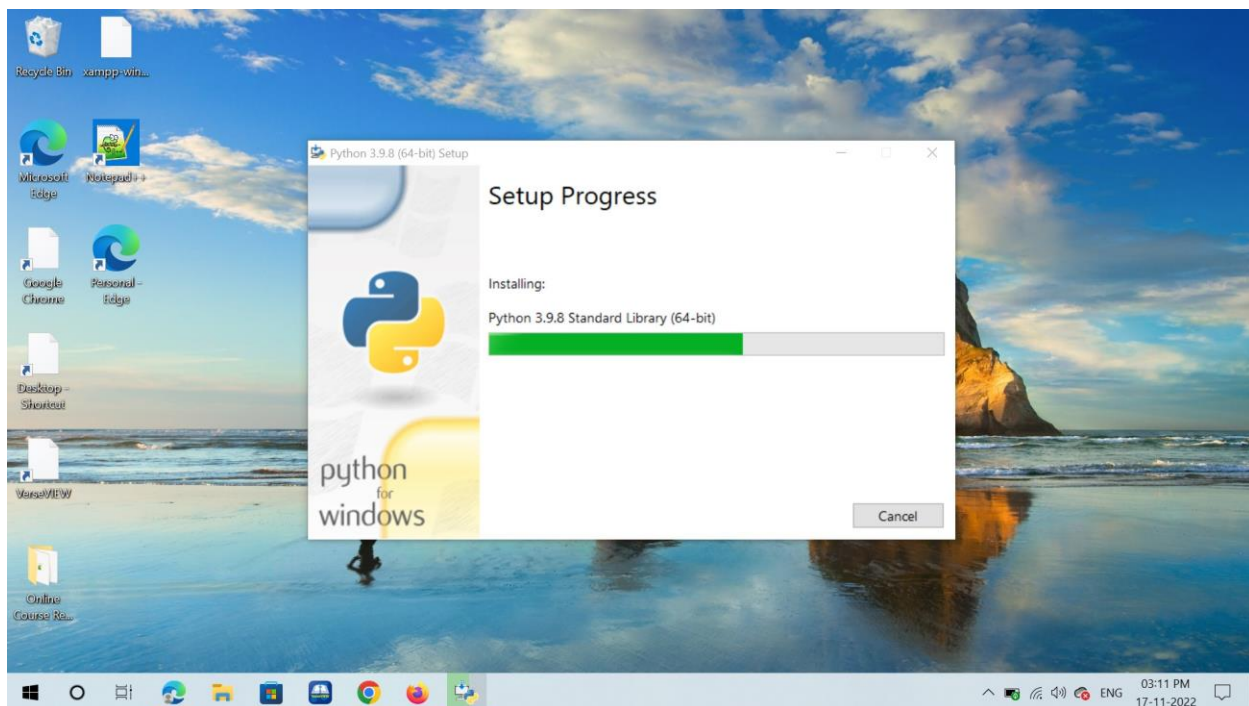 Recycle Bin
xampp-win...
Microsoft
Edge
Notepad++
Google
Chrome
Personal -
Edge
Desktop -
Shortcut
VerseVIEW
Online
Course Re...
Python 3.9.8 (64-bit) Setup
Setup Progress
Installing:
Python 3.9.8 Standard Library (64-bit)
python
for
windows
Cancel
ENG
03:11 PM
17-11-2022